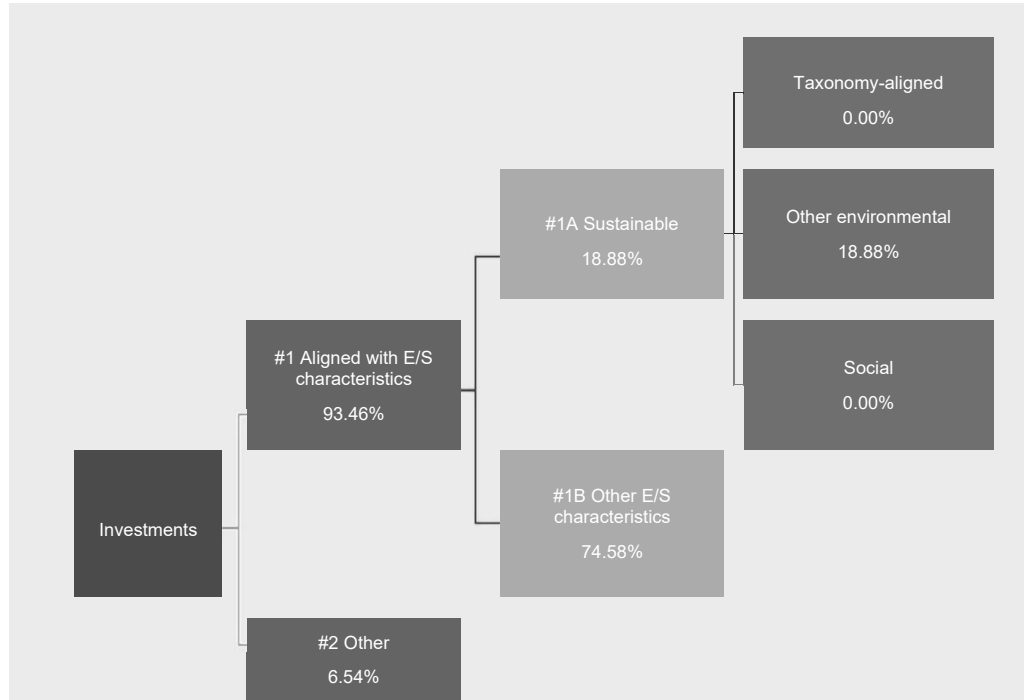 Taxonomy-aligned
0.00%
#1A Sustainable
18.88%
Other environmental
18.88%
#1 Aligned with E/S
characteristics
93.46%
Social
0.00%
Investments
#1B Other E/S
characteristics
74.58%
#2 Other
6.54%